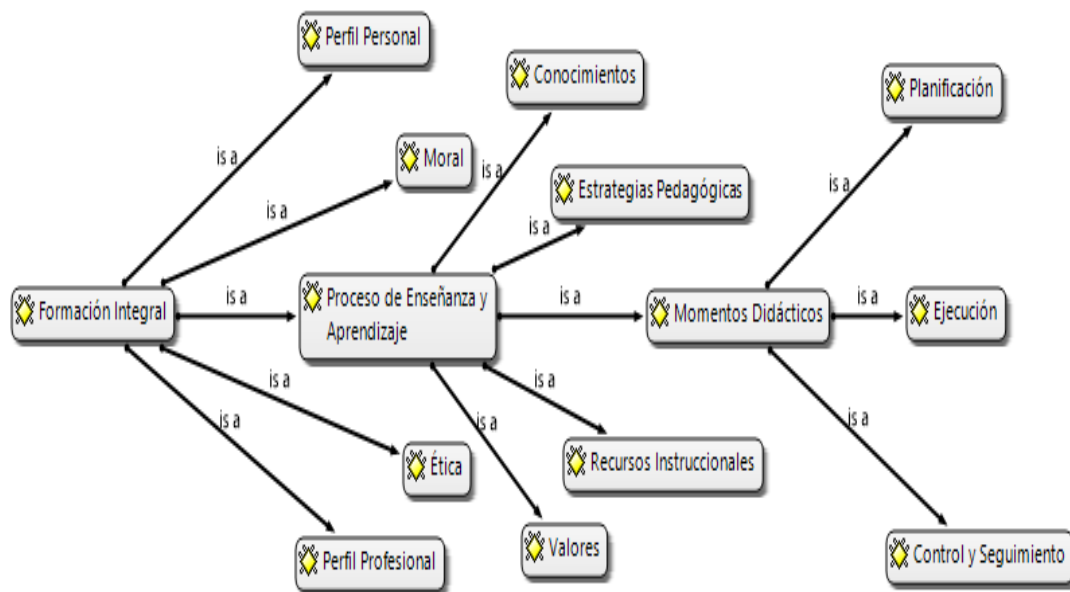 Perfil Personal
Conocimientos
Planificación
is a
Moral
is a
is a
Estrategias Pedagógicas
is a
is a
is a
Formación Integral
is a
Proceso de Enseñanza y
Aprendizaje
is a
Momentos Didácticos
is a
Ejecución
is a
is a
is a
is a
is a
Ética
Recursos Instruccionales
Perfil Profesional
Valores
Control y Seguimiento